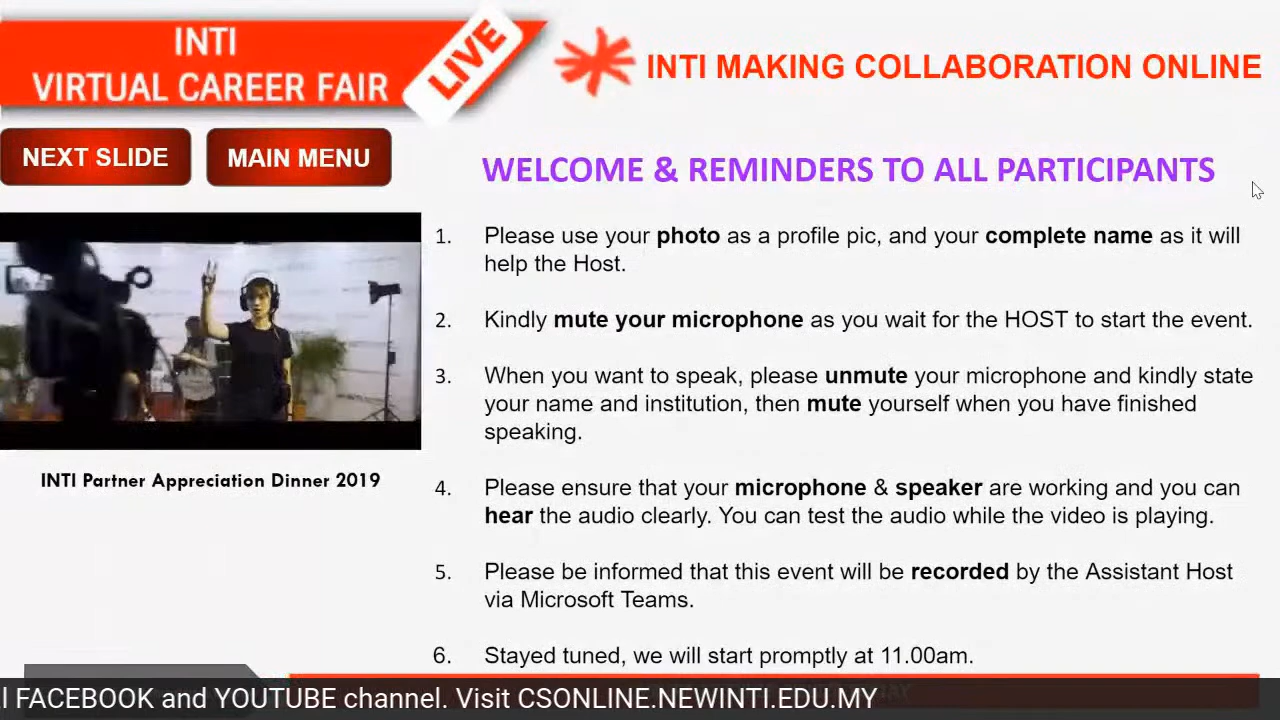 INTI
VIRTUAL CAREER FAIR
LIVE
INTI MAKING COLLABORATION ONLINE
NEXT SLIDE
MAIN MENU
WELCOME & REMINDERS TO ALL PARTICIPANTS
1. Please use your photo as a profile pic, and your complete name as it will
help the Host.
2. Kindly mute your microphone as you wait for the HOST to start the event.
3. When you want to speak, please unmute your microphone and kindly state
your name and institution, then mute yourself when you have finished
speaking.
4. Please ensure that your microphone & speaker are working and you can
hear the audio clearly. You can test the audio while the video is playing.
5. Please be informed that this event will be recorded by the Assistant Host
via Microsoft Teams.
6. Stayed tuned, we will start promptly at 11.00am.
INTI Partner Appreciation Dinner 2019
FACEBOOK and YOUTUBE channel. Visit CSONLINE.NEWINTI.EDU.MY